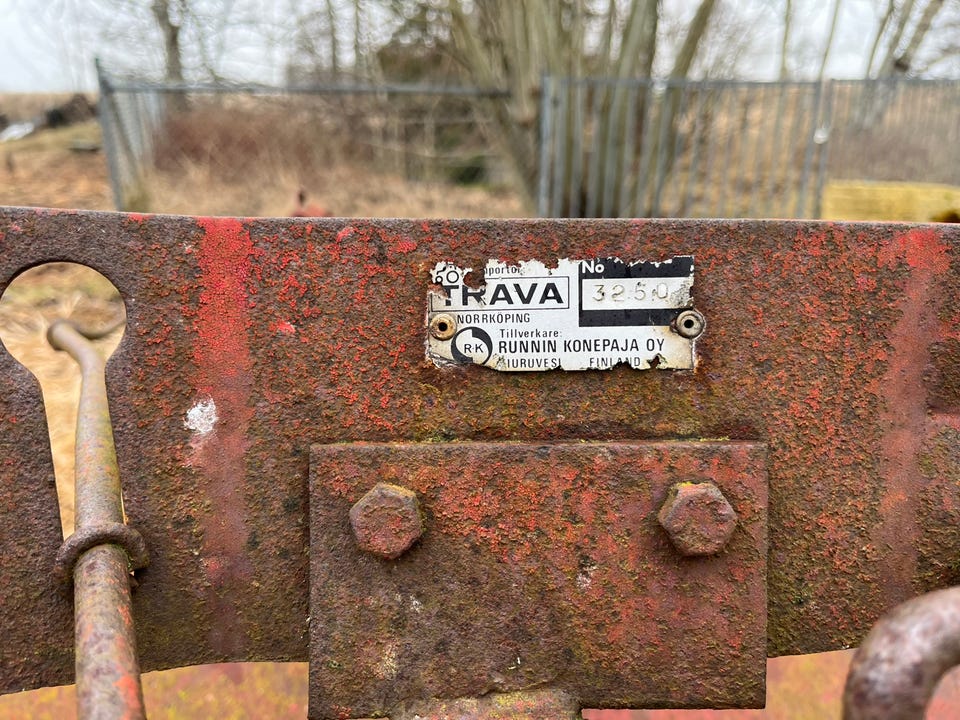 No
TRAVA
3250
NORRKÖPING
Tillverkare:
R·K
RUNNIN KONEPAJA OY
FINLAND